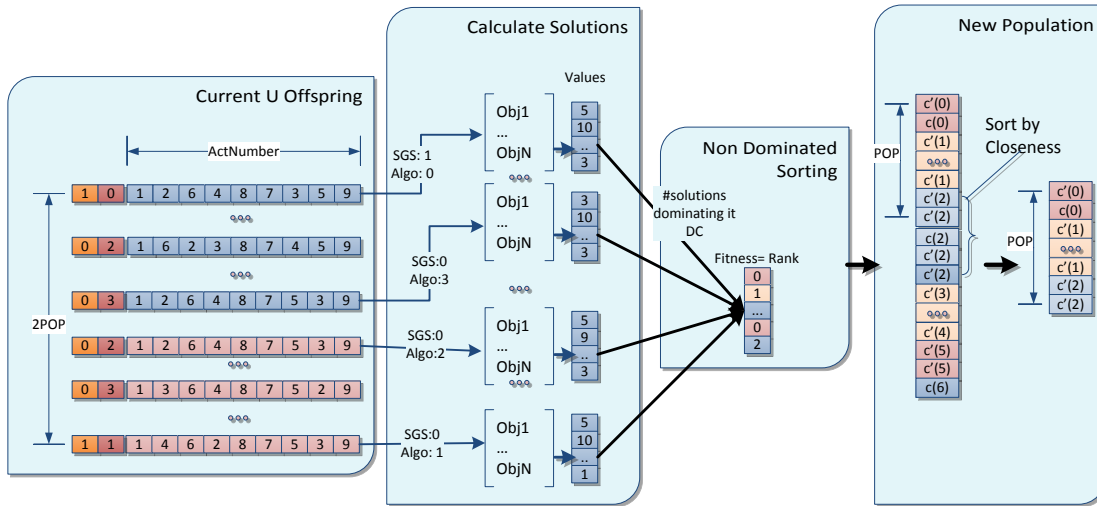 Current U Offspring
ActNumber
2POP
1 0 1 2 6 4 8 7 3 5 9
0 2 1 6 2 3 8 7 4 5 9
0 3 1 2 6 4 8 7 5 3 9
0 2 1 2 6 4 8 7 5 3 9
0 3 1 3 6 4 8 7 5 2 9
1 1 1 4 6 2 8 7 5 3 9
Calculate Solutions
Values
SGS: 1
Algo: 0
Obj1
...
ObjN
5
10
..
3
SGS:0
Algo:3
Obj1
...
ObjN
3
10
..
3
SGS:0
Algo:2
Obj1
...
ObjN
5
9
..
3
SGS:0
Algo: 1
Obj1
...
ObjN
5
10
..
1
Non Dominated
Sorting
#solutions
dominating it
DC
Fitness= Rank
0
1
...
0
2
New Population
POP
c'(0)
c(0)
c'(1)
c'(1)
c'(2)
c'(2)
c(2)
c'(2)
c'(2)
c'(3)
c'(4)
c'(5)
c'(5)
c(6)
Sort by
Closeness
POP
c'(0)
c(0)
c'(1)
c'(1)
c'(2)
c'(2)